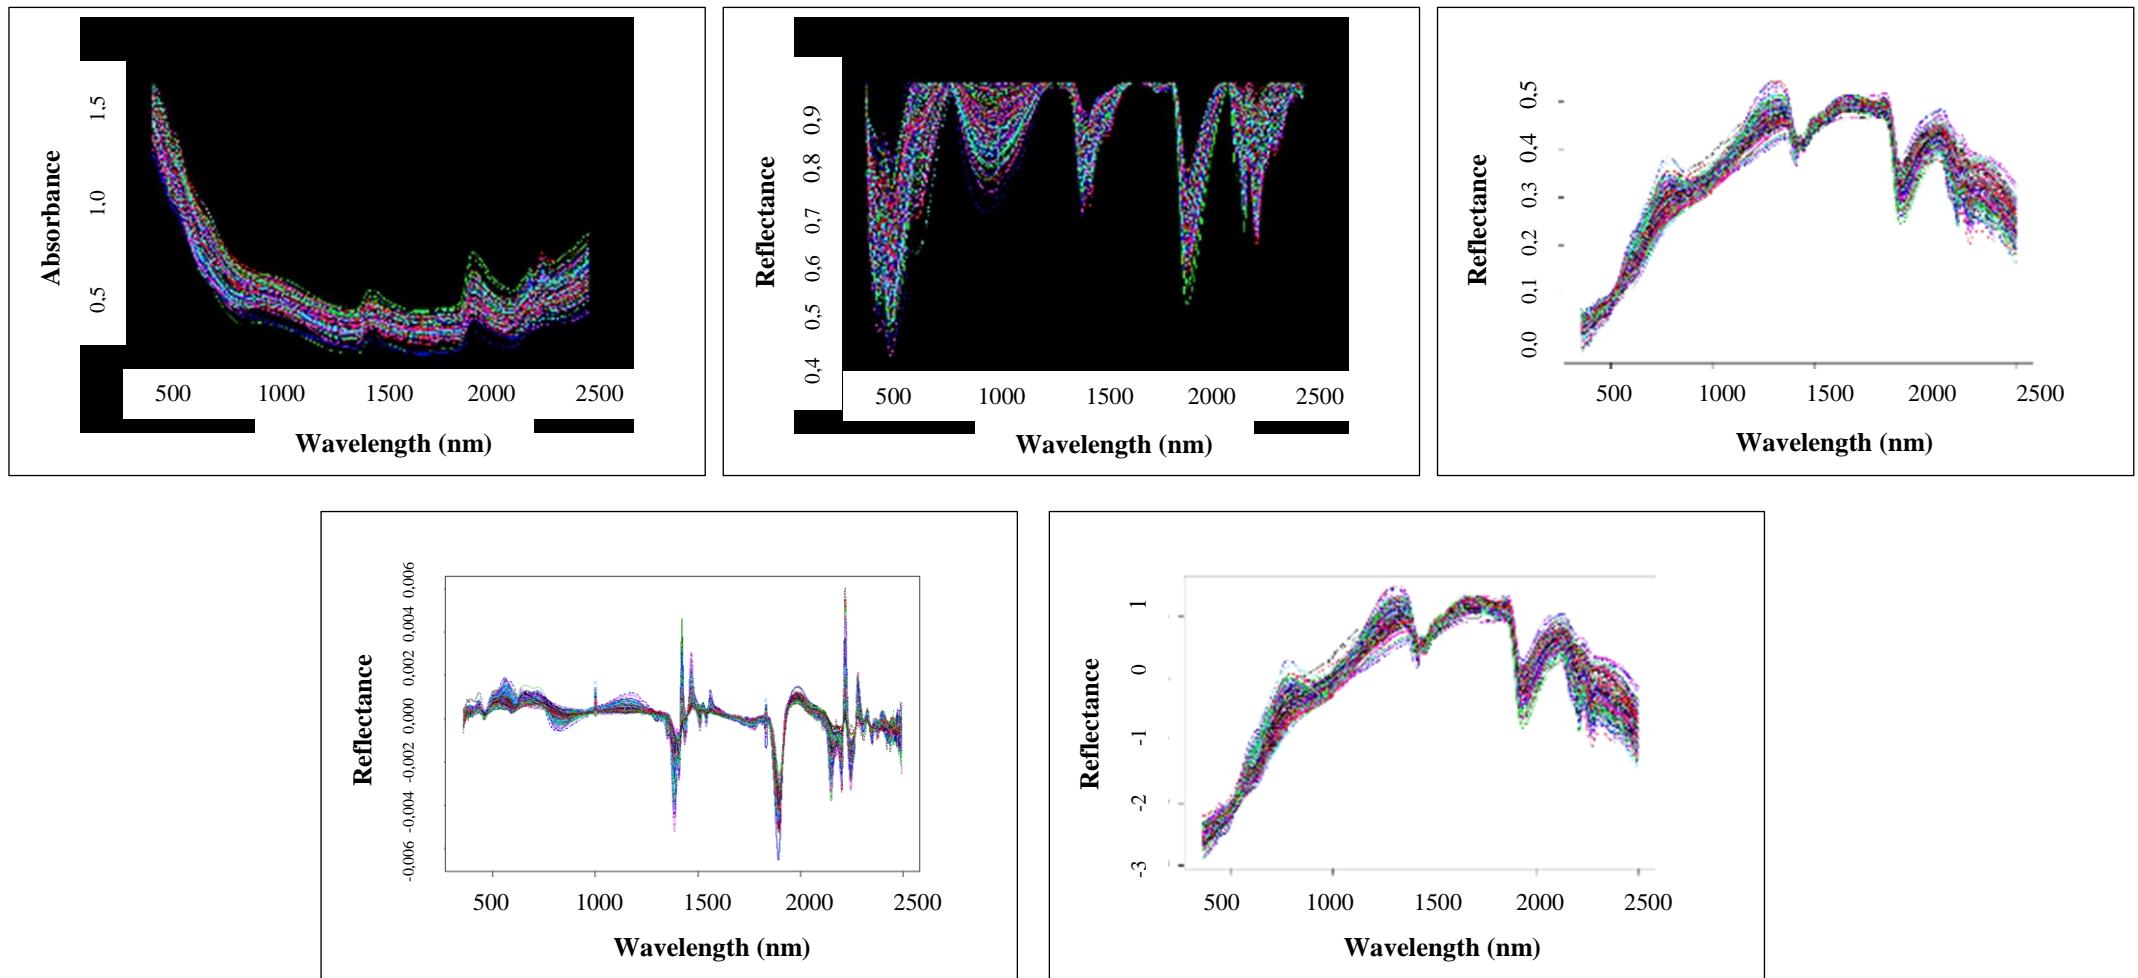 Absorbance
1.5
1.0
0.5
500 1000 1500 2000 2500
Wavelength (nm)
Reflectance
0,9
0,8
0,7
0,6
0,5
0,4
500 1000 1500 2000 2500
Wavelength (nm)
Reflectance
0,5
0,4
0,3
0,2
0,1
0,0
500 1000 1500 2000 2500
Wavelength (nm)
Reflectance
0,006
0,004
0,002
0,000
-0,002
-0,004
-0,006
500 1000 1500 2000 2500
Wavelength (nm)
Reflectance
1
0
-1
-2
-3
500 1000 1500 2000 2500
Wavelength (nm)